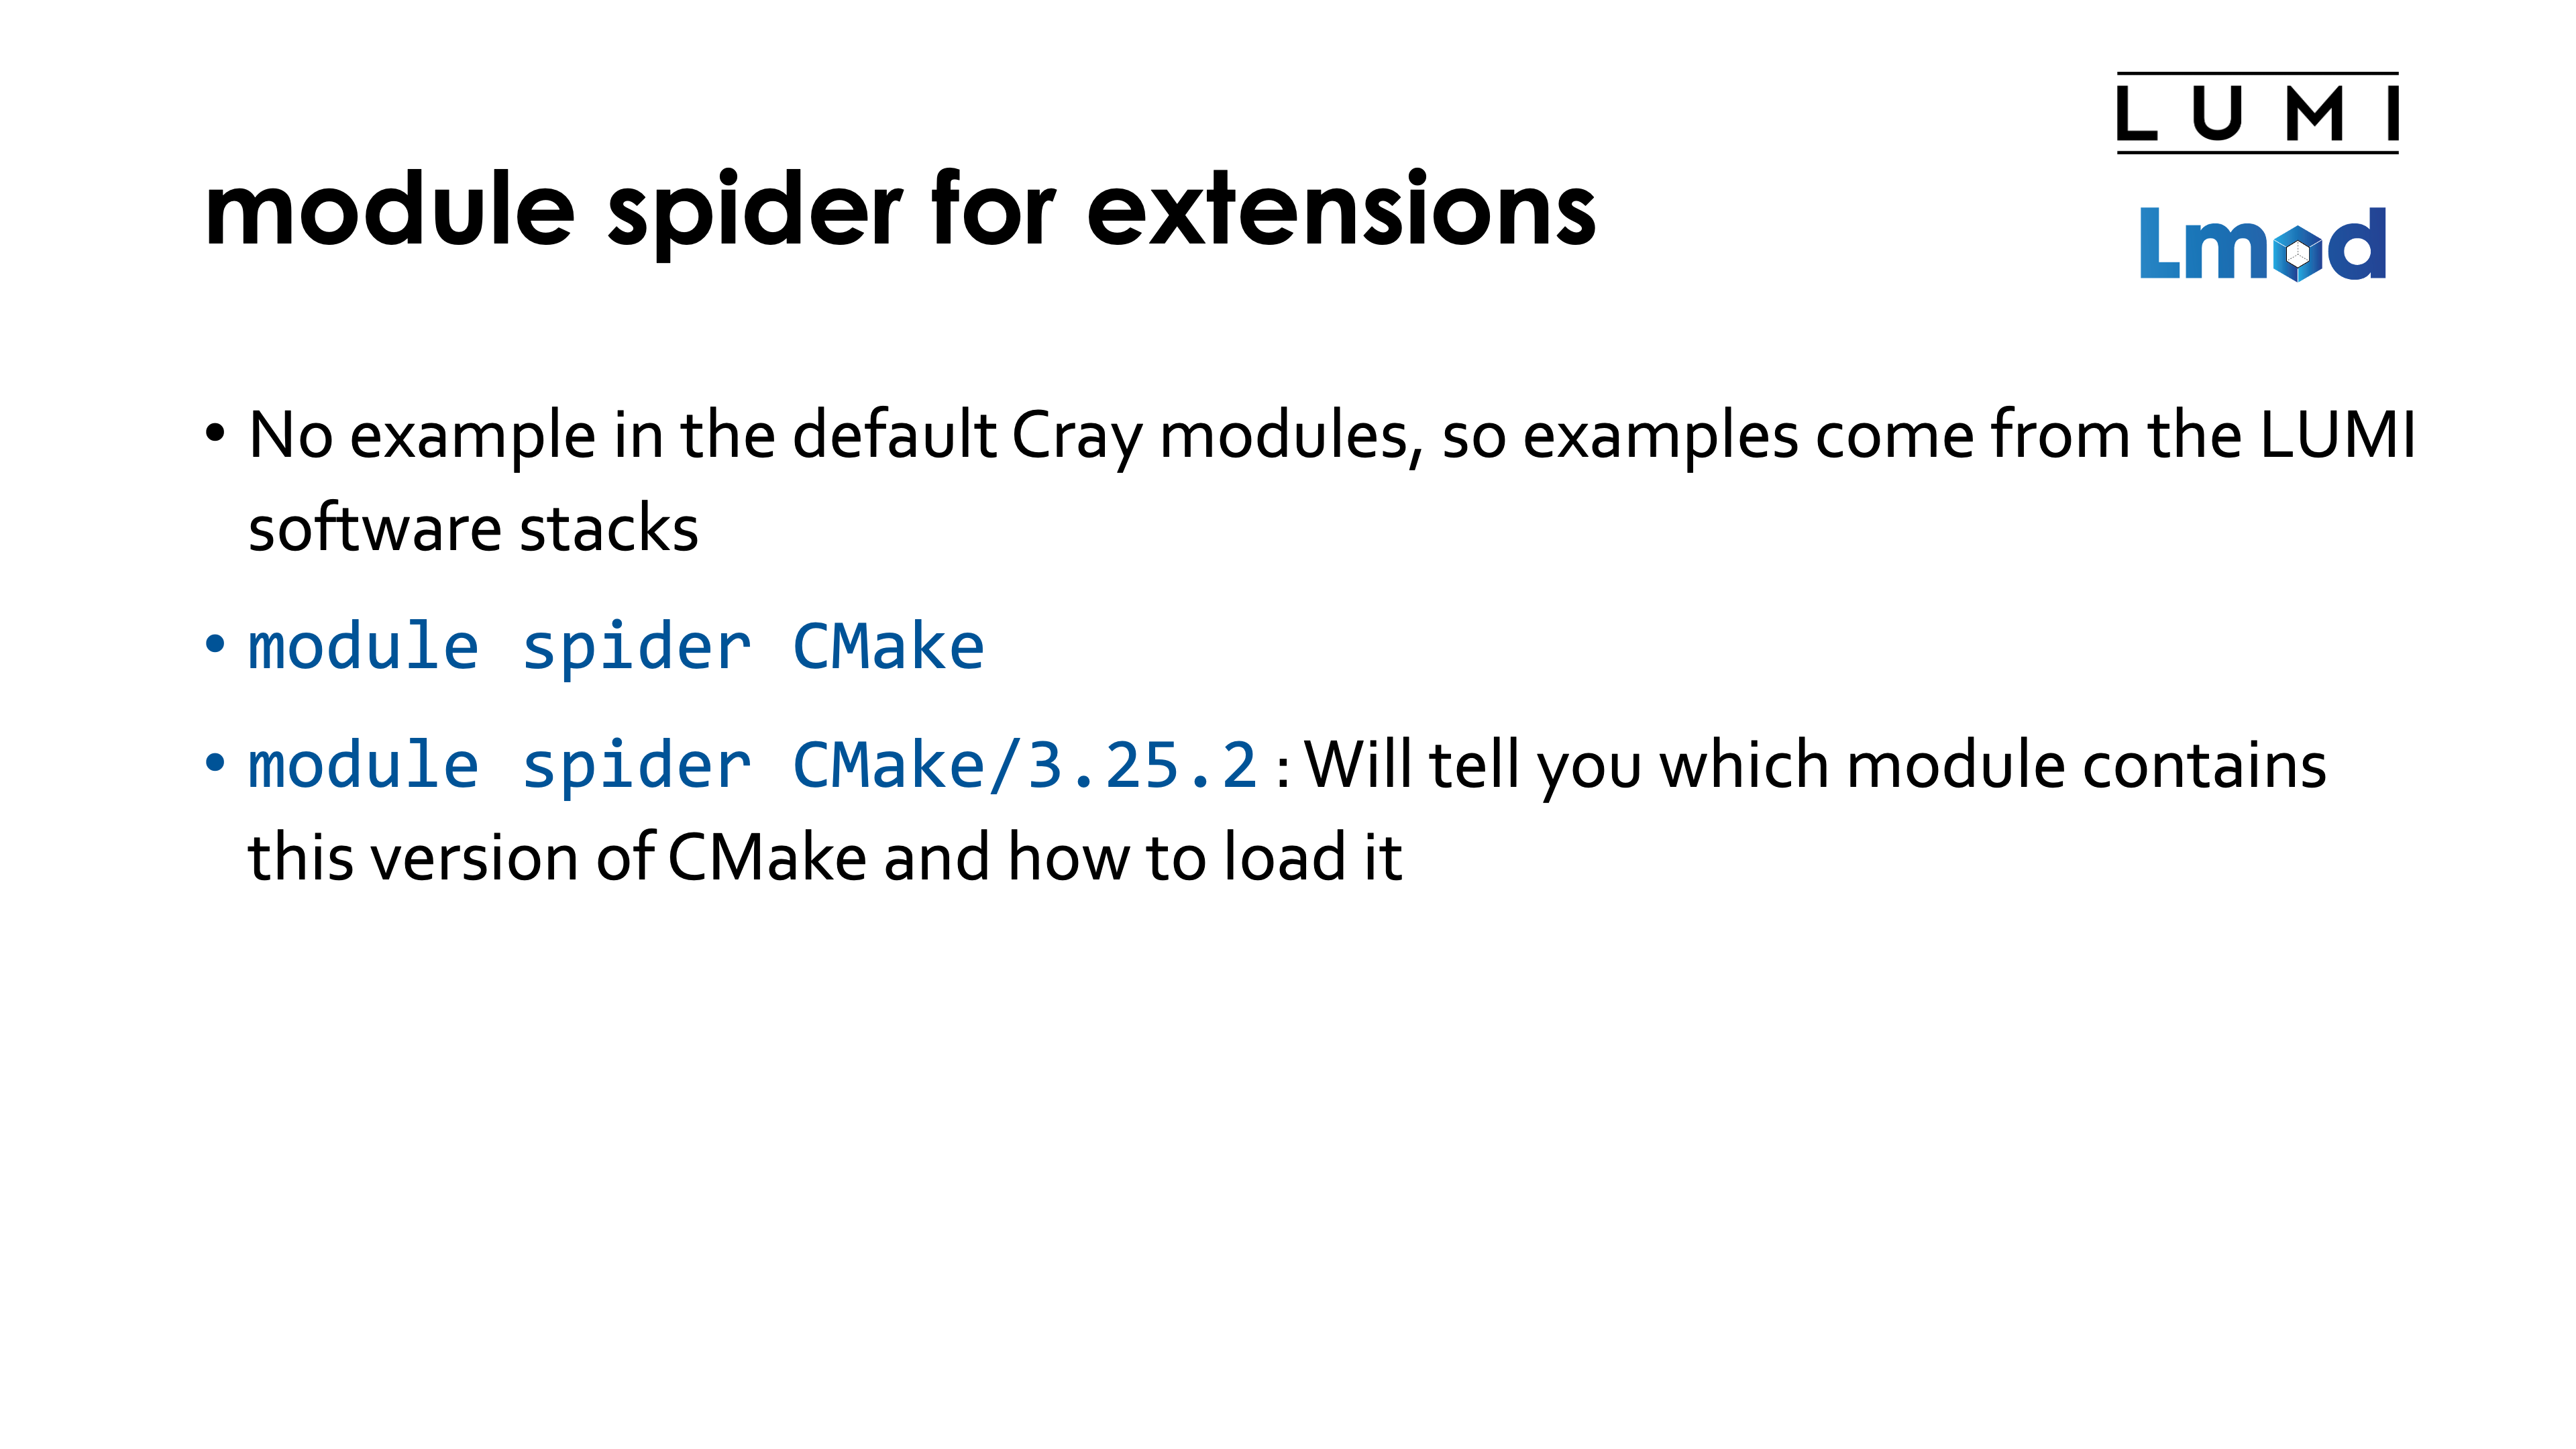 LUMI
Lmod
module spider for extensions
• No example in the default Cray modules, so examples come from the LUMI
software stacks
• module spider CMake
• module spider CMake/3.25.2 : Will tell you which module contains
this version of CMake and how to load it